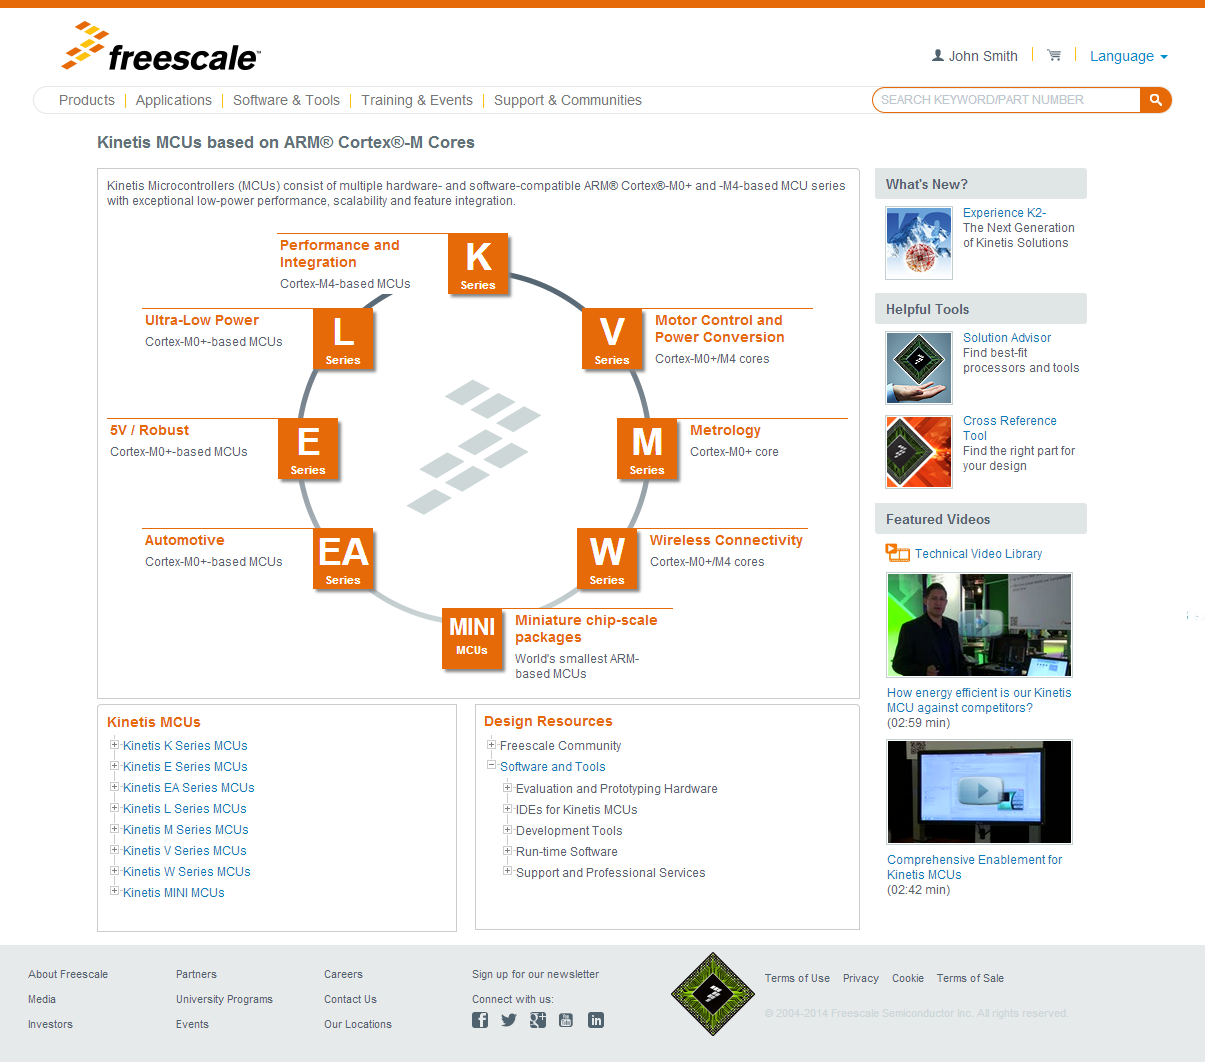 freescale™
John Smith
Language
Products
Applications
Software & Tools
Training & Events
Support & Communities
SEARCH KEYWORD/PART NUMBER
Kinetis MCUs based on ARM® Cortex®-M Cores
Kinetis Microcontrollers (MCUs) consist of multiple hardware- and software-compatible ARM® Cortex®-M0+ and -M4-based MCU series
with exceptional low-power performance, scalability and feature integration.
Performance and
Integration
Cortex-M4-based MCUs
K
Series
Ultra-Low Power
Cortex-M0+-based MCUs
L
Series
V
Series
Motor Control and
Power Conversion
Cortex-M0+/M4 cores
5V / Robust
Cortex-M0+-based MCUs
E
Series
M
Series
Metrology
Cortex-M0+ core
Automotive
Cortex-M0+-based MCUs
EA
Series
W
Series
Wireless Connectivity
Cortex-M0+/M4 cores
MINI
MCUs
Miniature chip-scale
packages
World's smallest ARM-
based MCUs
What's New?
K2
Experience K2-
The Next Generation
of Kinetis Solutions
Helpful Tools
Solution Advisor
Find best-fit
processors and tools
Cross Reference
Tool
Find the right part for
your design
Featured Videos
Technical Video Library
How energy efficient is our Kinetis
MCU against competitors?
(02:59 min)
Comprehensive Enablement for
Kinetis MCUs
(02:42 min)
Kinetis MCUs
Kinetis K Series MCUs
Kinetis E Series MCUs
Kinetis EA Series MCUs
Kinetis L Series MCUs
Kinetis M Series MCUs
Kinetis V Series MCUs
Kinetis W Series MCUs
Kinetis MINI MCUs
Design Resources
Freescale Community
Software and Tools
Evaluation and Prototyping Hardware
IDEs for Kinetis MCUs
Development Tools
Run-time Software
Support and Professional Services
About Freescale
Media
Investors
Partners
University Programs
Events
Careers
Contact Us
Our Locations
Sign up for our newsletter
Connect with us:
Terms of Use
Privacy
Cookie
Terms of Sale
© 2004-2014 Freescale Semiconductor Inc. All rights reserved.